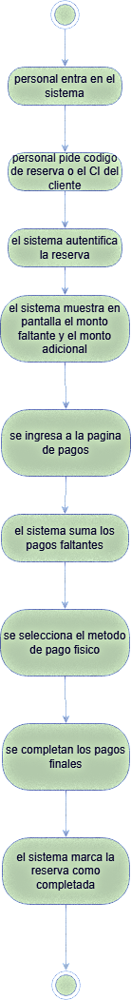 personal entra en el
sistema
personal pide codigo
de reserva o el CI del
cliente
el sistema autentifica
la reserva
el sistema muestra en
pantalla el monto
faltante y el monto
adicional
se ingresa a la pagina
de pagos
el sistema suma los
pagos faltantes
se selecciona el metodo
de pago fisico
se completan los pagos
finales
el sistema marca la
reserva como
completada